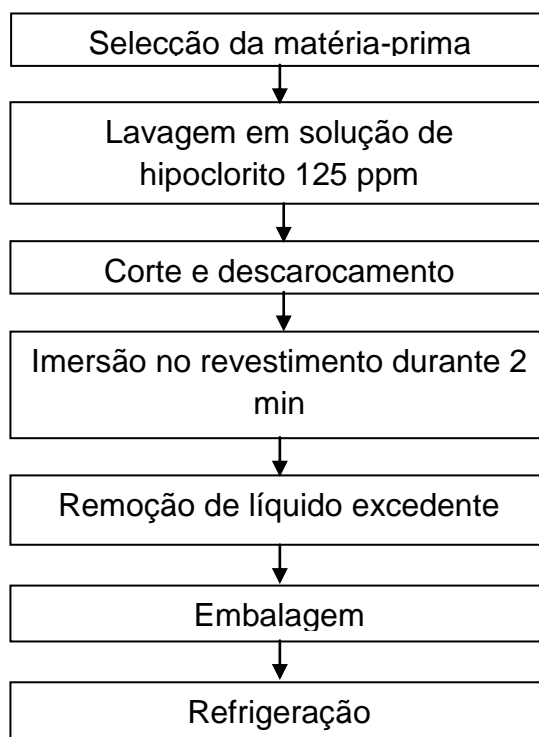 Selecção da matéria-prima
Lavagem em solução de
hipoclorito 125 ppm
Corte e descarocamento
Imersão no revestimento durante 2
min
Remoção de líquido excedente
Embalagem
Refrigeração